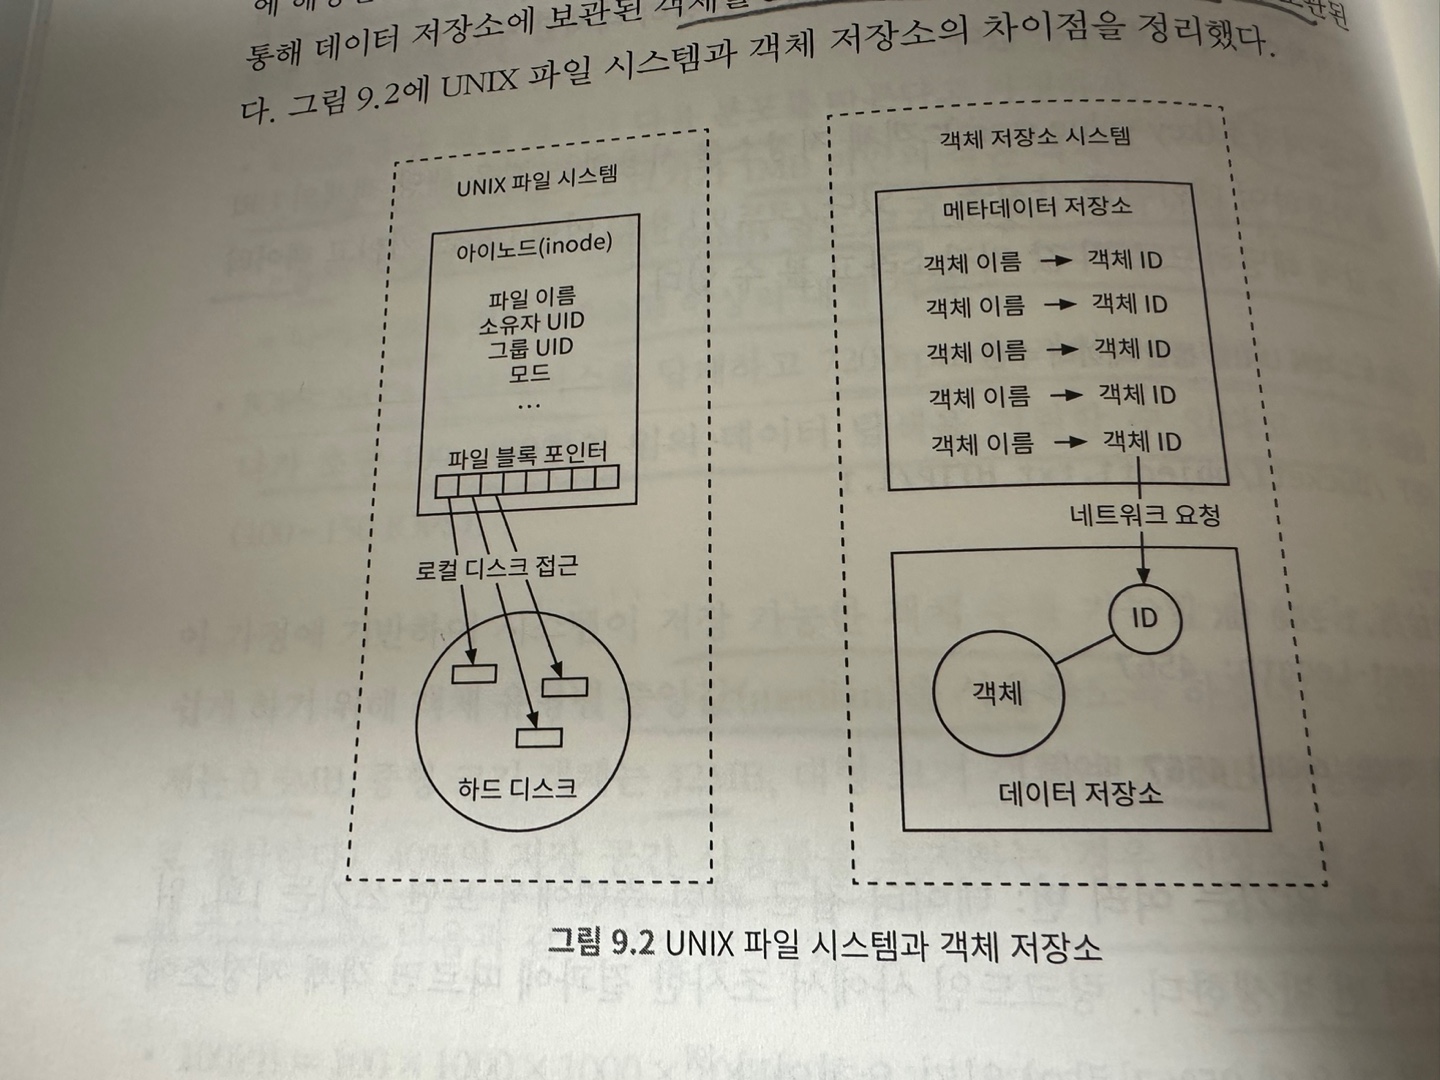 통해 데이터 저장소에 보관된 객체를
다. 그림 9.2에 UNIX 파일 시스템과 객체 저장소의 차이점을 정리했다.
UNIX 파일 시스템
아이노드(inode)
파일 이름
소유자 UID
그룹 UID
모드
...
파일 블록 포인터
로컬 디스크 접근
하드 디스크
객체 저장소 시스템
메타데이터 저장소
객체 이름 → 객체 ID
객체 이름 → 객체 ID
객체 이름 → 객체 ID
객체 이름 → 객체 ID
객체 이름 → 객체 ID
네트워크 요청
ID
객체
데이터 저장소
그림 9.2 UNIX 파일 시스템과 객체 저장소